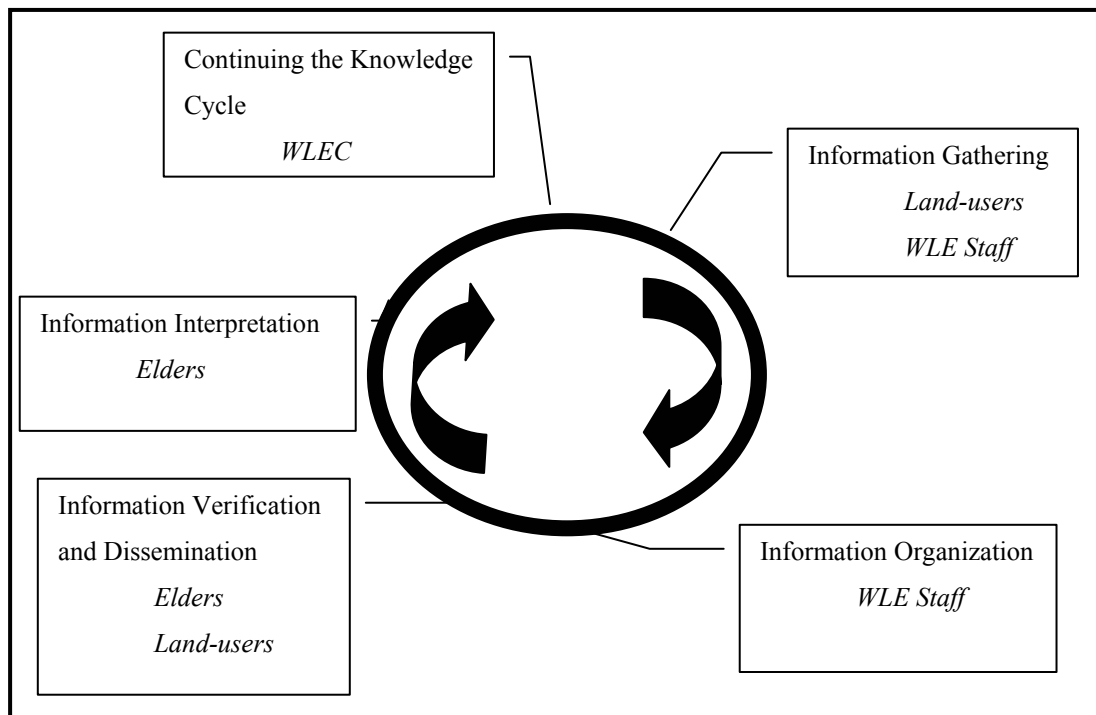 Continuing the Knowledge
Cycle
WLEC
Information Gathering
Land-users
WLE Staff
Information Interpretation
Elders
Information Verification
and Dissemination
Elders
Land-users
Information Organization
WLE Staff